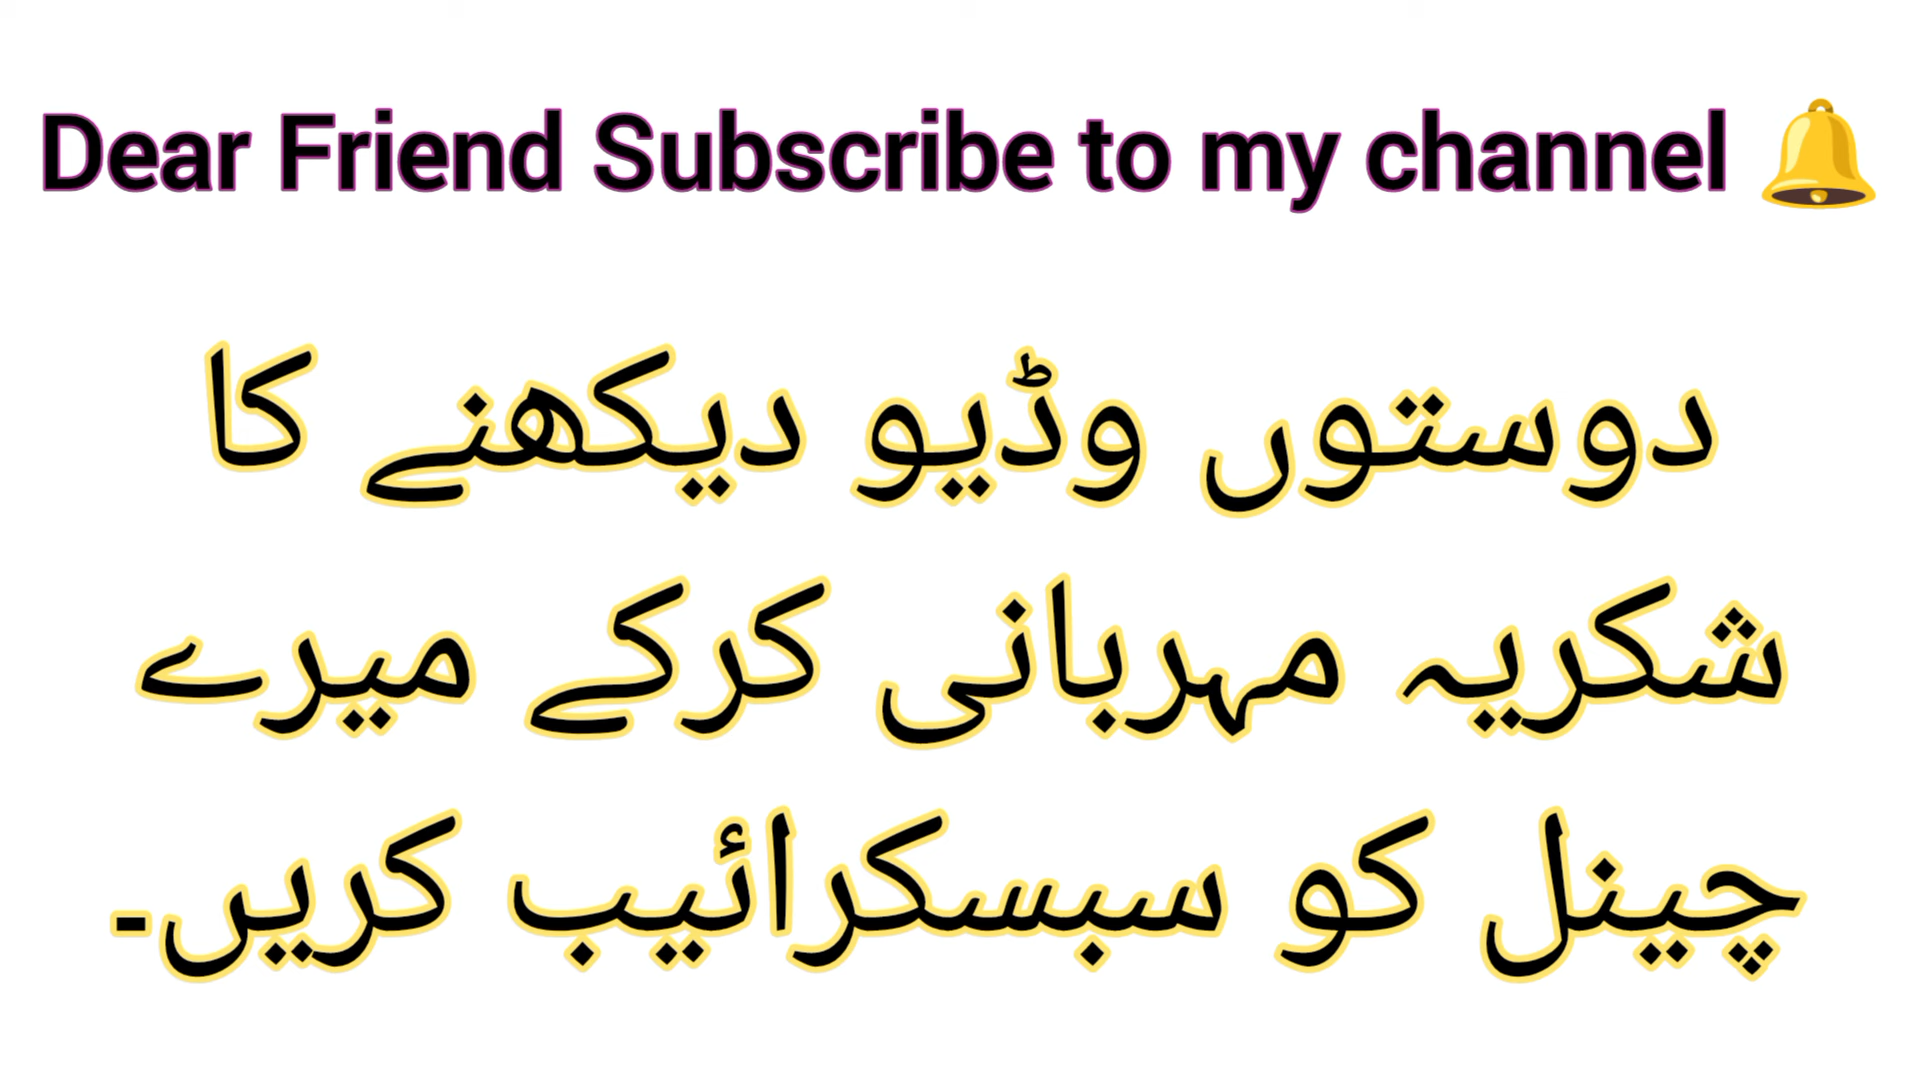 Dear Friend Subscribe to my channel 🔔
دوستوں وڈیو دیکھنے کا
شکریہ مہربانی کرکے میرے
چینل کو سبسکرائیب کریں۔